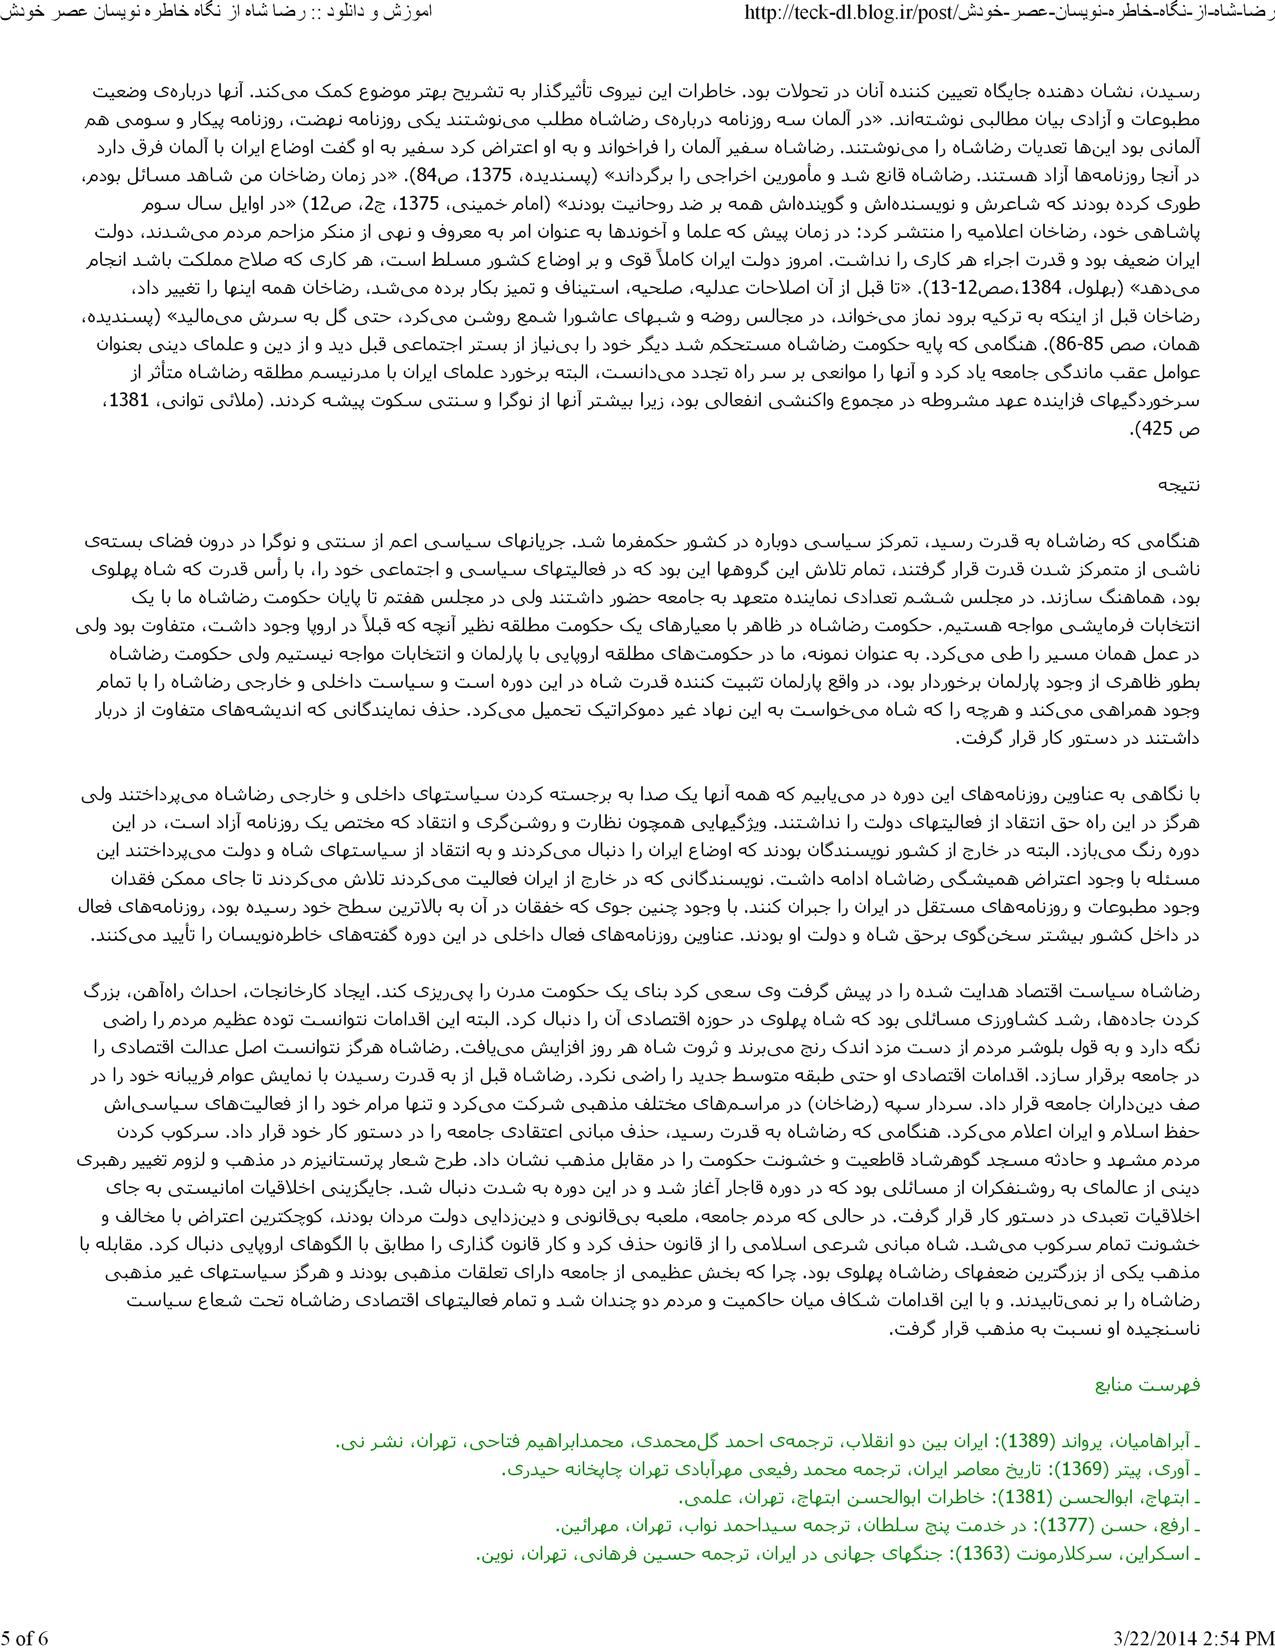 آموزش و دانلود :: رضا شاه از نگاه خاطره نویسان عصر خودش
http://teck-dl.blog.ir/post/رضا-شاه-از-نگاه-خاطره-نویسان-عصر-خودش
رسیدن، نشان دهنده جایگاه تعیین کننده آنان در تحولات بود. خاطرات این نیروی تأثیرگذار به تشریح بهتر موضوع کمک می‌کند. آنها درباره‌ی وضعیت
مطبوعات و آزادی بیان مطالبی نوشته‌اند. «در آلمان سه روزنامه درباره‌ی رضاشاه مطلب می‌نوشتند یکی روزنامه نهضت، روزنامه پیکار و سومی هم
آلمانی بود این‌ها تعدیات رضاشاه را می‌نوشتند. رضاشاه سفیر آلمان را فراخواند و به او اعتراض کرد سفیر به او گفت اوضاع ایران با آلمان فرق دارد
در آنجا روزنامه‌ها آزاد هستند. رضاشاه قانع شد و مأمورین اخراجی را برگرداند» (پسندیده، 1375، ص84). «در زمان رضاخان من شاهد مسائل بودم،
طوری کرده بودند که شاعرش و نویسنده‌اش و گوینده‌اش همه بر ضد روحانیت بودند» (امام خمینی، 1375، ج2، ص12) «در اوایل سال سوم
پاشاهی خود، رضاخان اعلامیه را منتشر کرد: در زمان پیش که علما و آخوندها به عنوان امر به معروف و نهی از منکر مزاحم مردم می‌شدند، دولت
ایران ضعیف بود و قدرت اجراء هر کاری را نداشت. امروز دولت ایران کاملاً قوی و بر اوضاع کشور مسلط است، هر کاری که صلاح مملکت باشد انجام
می‌دهد» (بهلول، 1384،صص12-13). «تا قبل از آن اصلاحات عدلیه، صلحیه، استیناف و تمیز بکار برده می‌شد، رضاخان همه اینها را تغییر داد،
رضاخان قبل از اینکه به ترکیه برود نماز می‌خواند، در مجالس روضه و شبهای عاشورا شمع روشن می‌کرد، حتی گل به سرش می‌مالید» (پسندیده،
همان، صص 85-86). هنگامی که پایه حکومت رضاشاه مستحکم شد دیگر خود را بی‌نیاز از بستر اجتماعی قبل دید و از دین و علمای دینی بعنوان
عوامل عقب ماندگی جامعه یاد کرد و آنها را موانعی بر سر راه تجدد می‌دانست، البته برخورد علمای ایران با مدرنیسم مطلقه رضاشاه متأثر از
سرخوردگیهای فزاینده عهد مشروطه در مجموع واکنشی انفعالی بود، زیرا بیشتر آنها از نوگرا و سنتی سکوت پیشه کردند. (ملائی توانی، 1381،
ص 425).
نتیجه
هنگامی که رضاشاه به قدرت رسید، تمرکز سیاسی دوباره در کشور حکمفرما شد. جریانهای سیاسی اعم از سنتی و نوگرا در درون فضای بسته‌ی
ناشی از متمرکز شدن قدرت قرار گرفتند، تمام تلاش این گروهها این بود که در فعالیتهای سیاسی و اجتماعی خود را، با رأس قدرت که شاه پهلوی
بود، هماهنگ سازند. در مجلس ششم تعدادی نماینده متعهد به جامعه حضور داشتند ولی در مجلس هفتم تا پایان حکومت رضاشاه ما با یک
انتخابات فرمایشی مواجه هستیم. حکومت رضاشاه در ظاهر با معیارهای یک حکومت مطلقه نظیر آنچه که قبلاً در اروپا وجود داشت، متفاوت بود ولی
در عمل همان مسیر را طی می‌کرد. به عنوان نمونه، ما در حکومت‌های مطلقه اروپایی با پارلمان و انتخابات مواجه نیستیم ولی حکومت رضاشاه
بطور ظاهری از وجود پارلمان برخوردار بود، در واقع پارلمان تثبیت کننده قدرت شاه در این دوره است و سیاست داخلی و خارجی رضاشاه را با تمام
وجود همراهی می‌کند و هرچه را که شاه می‌خواست به این نهاد غیر دموکراتیک تحمیل می‌کرد. حذف نمایندگانی که اندیشه‌های متفاوت از دربار
داشتند در دستور کار قرار گرفت.
با نگاهی به عناوین روزنامه‌های این دوره در می‌یابیم که همه آنها یک صدا به برجسته کردن سیاستهای داخلی و خارجی رضاشاه می‌پرداختند ولی
هرگز در این راه حق انتقاد از فعالیتهای دولت را نداشتند. ویژگیهایی همچون نظارت و روشن‌گری و انتقاد که مختص یک روزنامه آزاد است، در این
دوره رنگ می‌بازد. البته در خارج از کشور نویسندگان بودند که اوضاع ایران را دنبال می‌کردند و به انتقاد از سیاستهای شاه و دولت می‌پرداختند این
مسئله با وجود اعتراض همیشگی رضاشاه ادامه داشت. نویسندگانی که در خارج از ایران فعالیت می‌کردند تلاش می‌کردند تا جای ممکن فقدان
وجود مطبوعات و روزنامه‌های مستقل در ایران را جبران کنند. با وجود چنین جوی که خفقان در آن به بالاترین سطح خود رسیده بود، روزنامه‌های فعال
در داخل کشور بیشتر سخن‌گوی برحق شاه و دولت او بودند. عناوین روزنامه‌های فعال داخلی در این دوره گفته‌های خاطره‌نویسان را تأیید می‌کنند.
رضاشاه سیاست اقتصاد هدایت شده را در پیش گرفت وی سعی کرد بنای یک حکومت مدرن را پی‌ریزی کند. ایجاد کارخانجات، احداث راه‌آهن، بزرگ
کردن جاده‌ها، رشد کشاورزی مسائلی بود که شاه پهلوی در حوزه اقتصادی آن را دنبال کرد. البته این اقدامات نتوانست توده عظیم مردم را راضی
نگه دارد و به قول بلوشر مردم از دست مزد اندک رنج می‌برند و ثروت شاه هر روز افزایش می‌یافت. رضاشاه هرگز نتوانست اصل عدالت اقتصادی را
در جامعه برقرار سازد. اقدامات اقتصادی او حتی طبقه متوسط جدید را راضی نکرد. رضاشاه قبل از به قدرت رسیدن با نمایش عوام فریبانه خود را در
صف دین‌داران جامعه قرار داد. سردار سپه (رضاخان) در مراسم‌های مختلف مذهبی شرکت می‌کرد و تنها مرام خود را از فعالیت‌های سیاسی‌اش
حفظ اسلام و ایران اعلام می‌کرد. هنگامی که رضاشاه به قدرت رسید، حذف مبانی اعتقادی جامعه را در دستور کار خود قرار داد. سرکوب کردن
مردم مشهد و حادثه مسجد گوهرشاد قاطعیت و خشونت حکومت را در مقابل مذهب نشان داد. طرح شعار پرتستانیزم در مذهب و لزوم تغییر رهبری
دینی از عالمای به روشنفکران از مسائلی بود که در دوره قاجار آغاز شد و در این دوره به شدت دنبال شد. جایگزینی اخلاقیات امانیستی به جای
اخلاقیات تعبدی در دستور کار قرار گرفت. در حالی که مردم جامعه، ملعبه بی‌قانونی و دین‌زدایی دولت مردان بودند، کوچکترین اعتراض با مخالف و
خشونت تمام سرکوب می‌شد. شاه مبانی شرعی اسلامی را از قانون حذف کرد و کار قانون گذاری را مطابق با الگوهای اروپایی دنبال کرد. مقابله با
مذهب یکی از بزرگترین ضعفهای رضاشاه پهلوی بود. چرا که بخش عظیمی از جامعه دارای تعلقات مذهبی بودند و هرگز سیاستهای غیر مذهبی
رضاشاه را بر نمی‌تابیدند. و با این اقدامات شکاف میان حاکمیت و مردم دو چندان شد و تمام فعالیتهای اقتصادی رضاشاه تحت شعاع سیاست
ناسنجیده او نسبت به مذهب قرار گرفت.
فهرست منابع
ـ آبراهامیان، یرواند (1389): ایران بین دو انقلاب، ترجمه‌ی احمد گل‌محمدی، محمدابراهیم فتاحی، تهران، نشر نی.
ـ آوری، پیتر (1369): تاریخ معاصر ایران، ترجمه محمد رفیعی مهرآبادی تهران چاپخانه حیدری.
ـ ابتهاج، ابوالحسن (1381): خاطرات ابوالحسن ابتهاج، تهران، علمی.
ـ ارفع، حسن (1377): در خدمت پنج سلطان، ترجمه سیداحمد نواب، تهران، مهرائین.
ـ اسکراین، سرکلارمونت (1363): جنگهای جهانی در ایران، ترجمه حسین فرهانی، تهران، نوین.
5 of 6
3/22/2014 2:54 PM